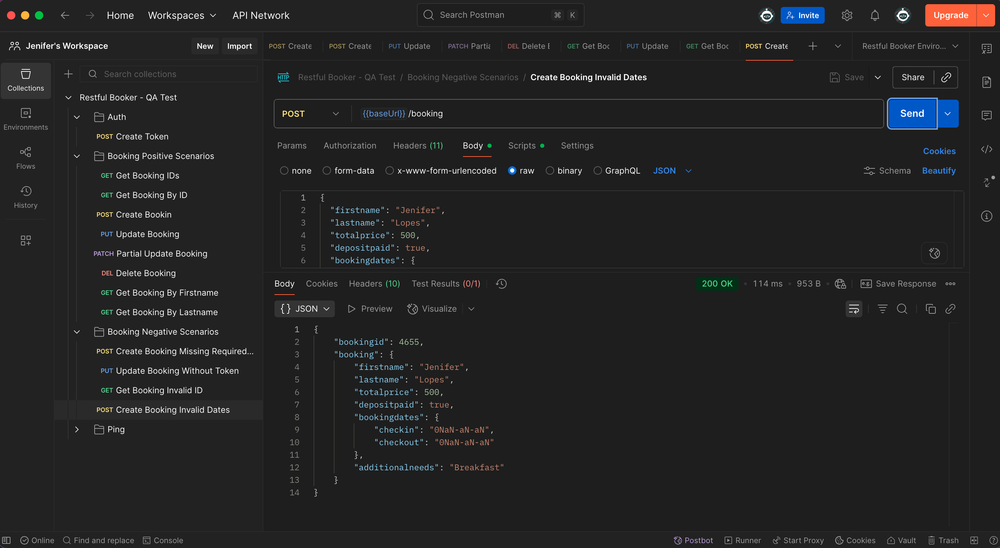 Home Workspaces API Network Search Postman ⌘ K Invite Upgrade
Jenifer's Workspace New Import
POST Create POST Create PUT Update PATCH Partia DEL Delete B GET Get Boo PUT Update GET Get Boo POST Create Restful Booker Enviro...
Collections
Environments
Flows
History
Search collections
Restful Booker - QA Test
Auth
POST Create Token
Booking Positive Scenarios
GET Get Booking IDs
GET Get Booking By ID
POST Create Bookin
PUT Update Booking
PATCH Partial Update Booking
DEL Delete Booking
GET Get Booking By Firstname
GET Get Booking By Lastname
Booking Negative Scenarios
POST Create Booking Missing Required...
PUT Update Booking Without Token
GET Get Booking Invalid ID
POST Create Booking Invalid Dates
Ping
HTTP Restful Booker - QA Test / Booking Negative Scenarios / Create Booking Invalid Dates Save Share
POST {{baseUrl}} /booking Send
Params Authorization Headers (11) Body Scripts Settings Cookies
none form-data x-www-form-urlencoded raw binary GraphQL JSON Schema Beautify
1 {
2 "firstname": "Jenifer",
3 "lastname": "Lopes",
4 "totalprice": 500,
5 "depositpaid": true,
6 "bookingdates": {
Body Cookies Headers (10) Test Results (0/1) 200 OK 114 ms 953 B e.g. Save Response
{} JSON Preview Visualize
1 {
2 "bookingid": 4655,
3 "booking": {
4 "firstname": "Jenifer",
5 "lastname": "Lopes",
6 "totalprice": 500,
7 "depositpaid": true,
8 "bookingdates": {
9 "checkin": "0NaN-aN-aN",
10 "checkout": "0NaN-aN-aN"
11 },
12 "additionalneeds": "Breakfast"
13 }
14 }
Online Find and replace Console Postbot Runner Start Proxy Cookies Vault Trash